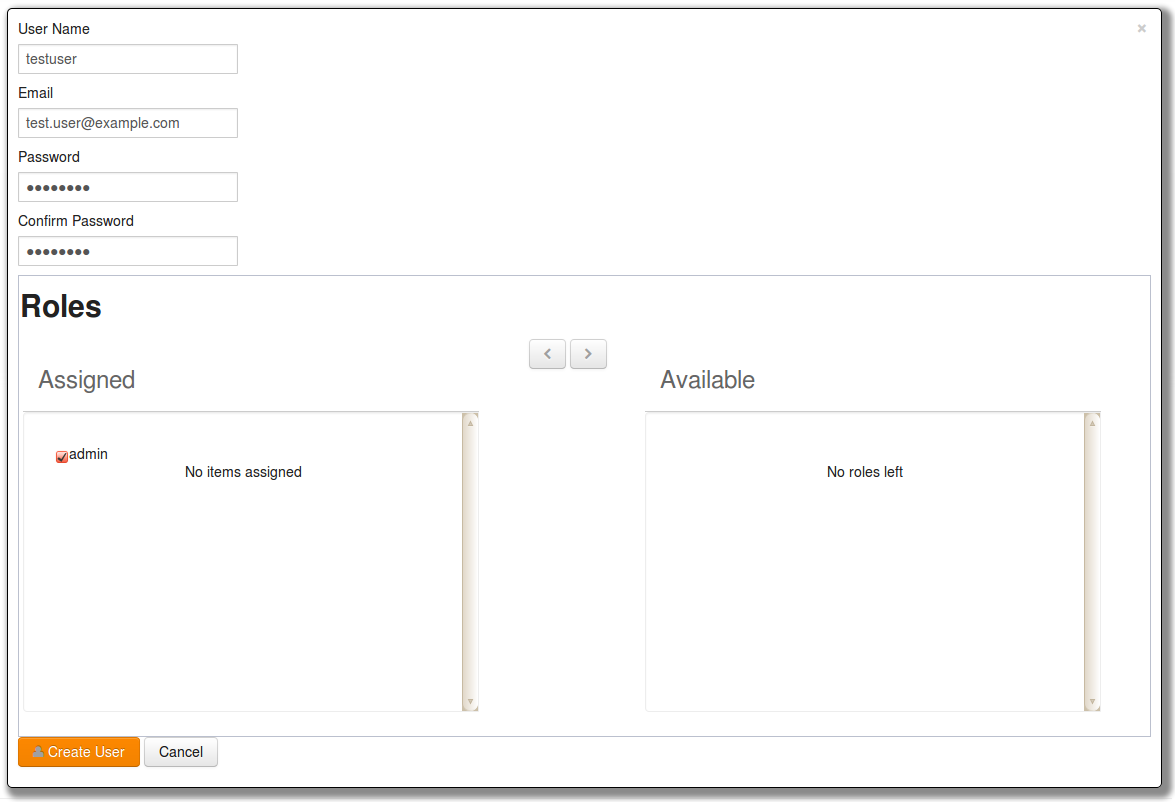 User Name
testuser
Email
test.user@example.com
Password
●●●●●●●●
Confirm Password
●●●●●●●●
Roles
Assigned
Available
admin
No items assigned
No roles left
Create User
Cancel